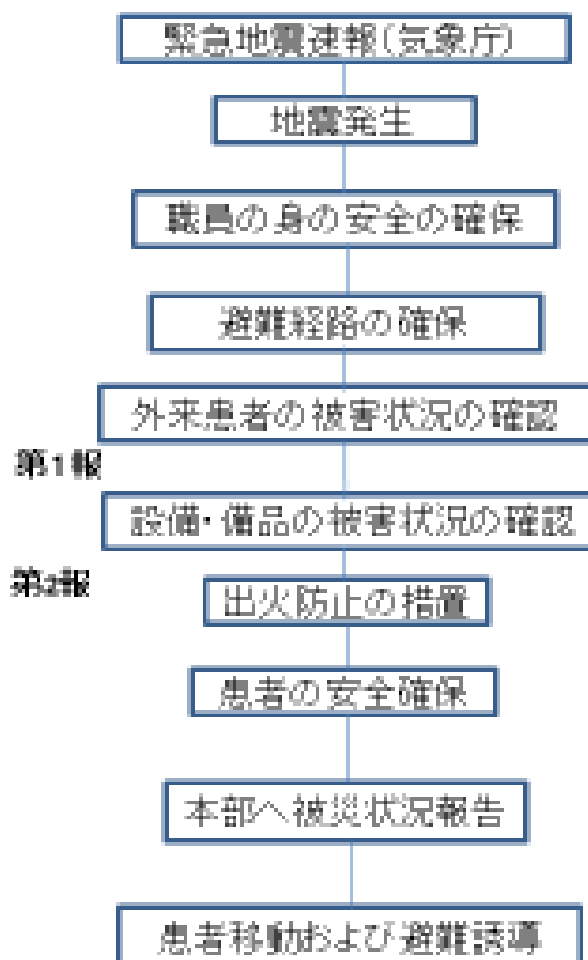 緊急地震速報(気象庁)
地震発生
職員の身の安全の確保
避難経路の確保
外来患者の被害状況の確認
第1報
設備・備品の被害状況の確認
第2報
出火防止の措置
患者の安全確保
本部へ被災状況報告
患者移動および避難誘導